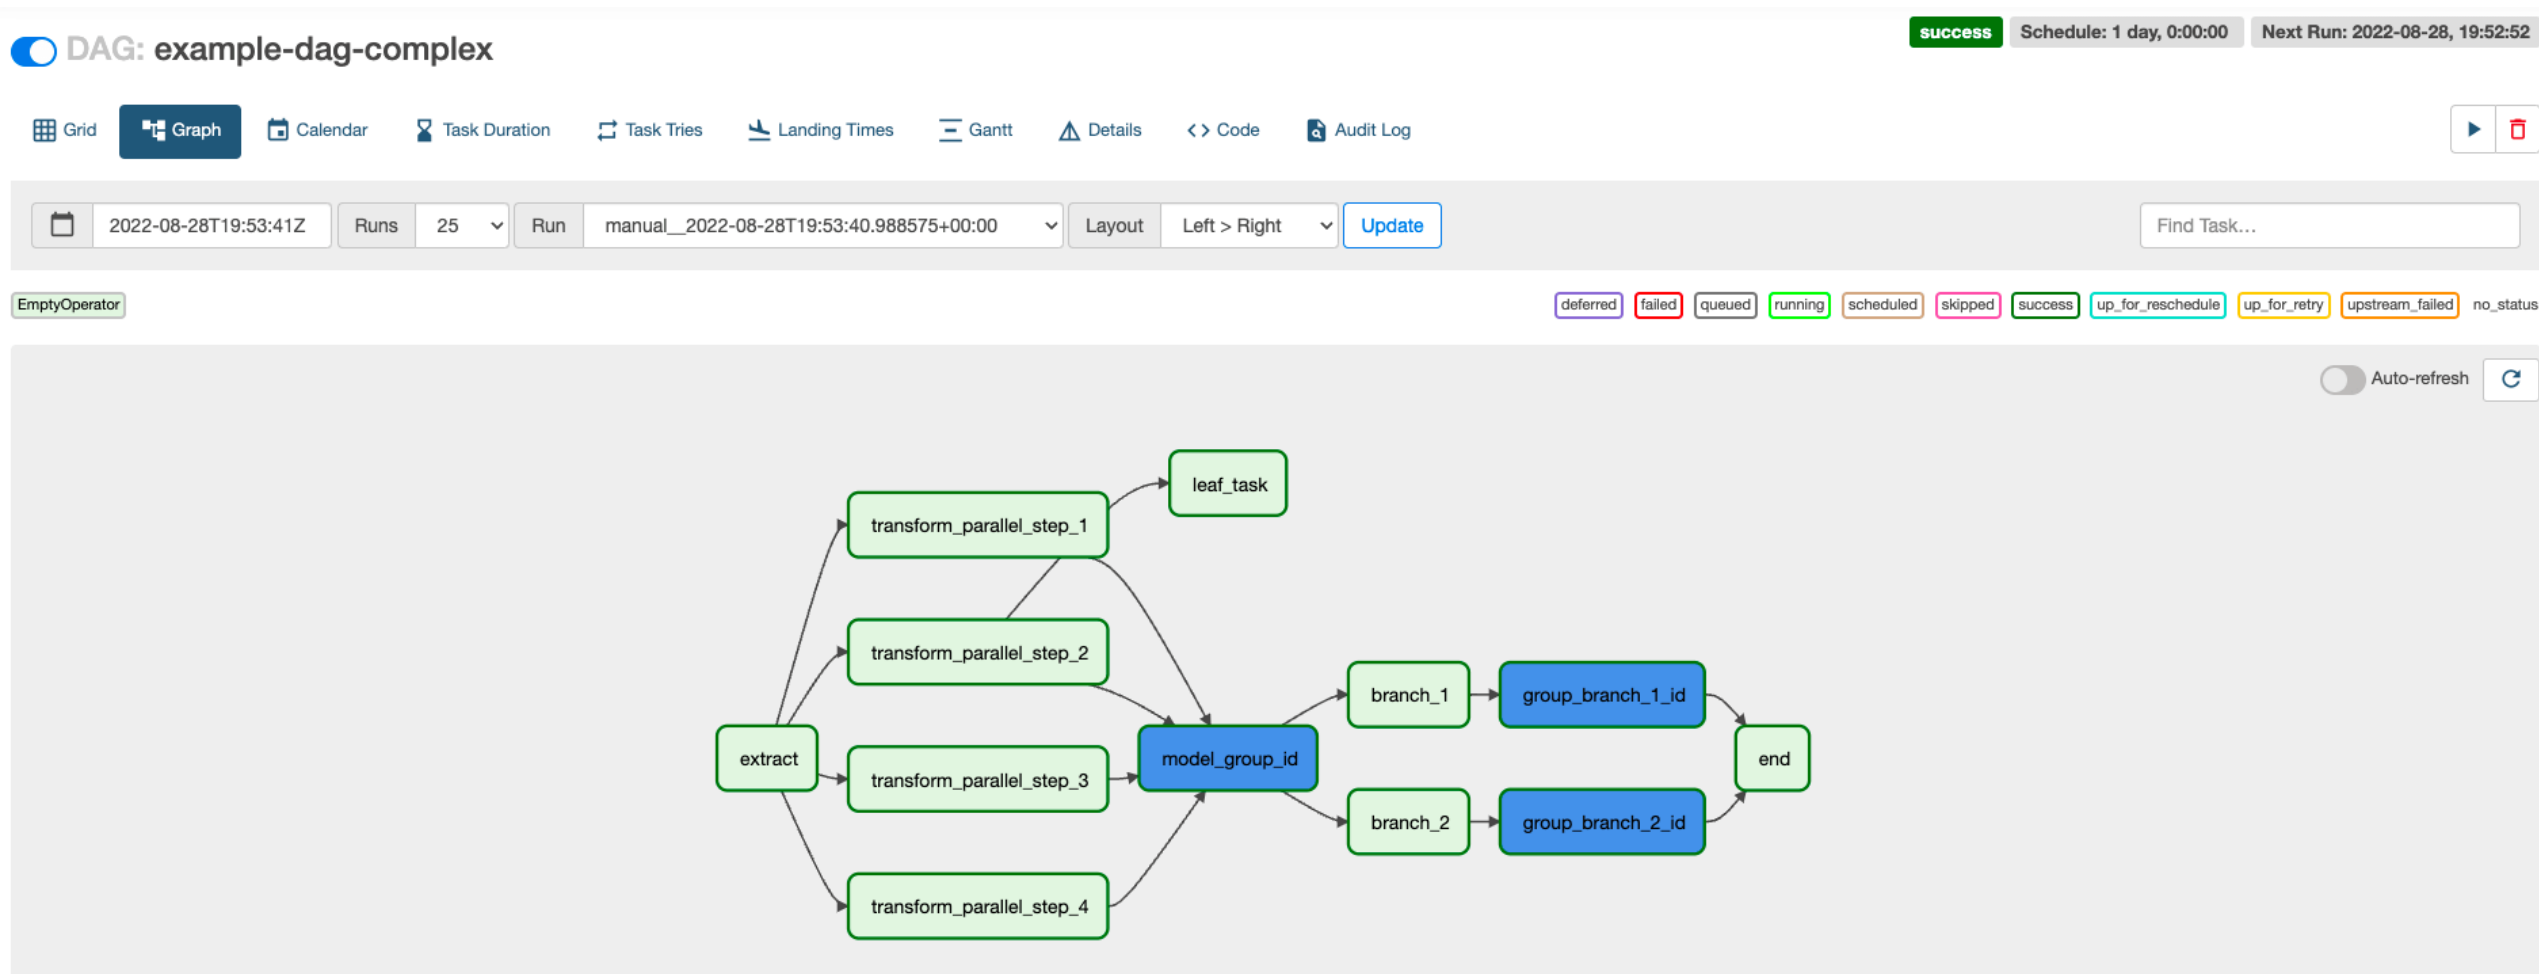 DAG: example-dag-complex
success Schedule: 1 day, 0:00:00 Next Run: 2022-08-28, 19:52:52
Grid Graph Calendar Task Duration Task Tries Landing Times Gantt Details Code Audit Log
2022-08-28T19:53:41Z Runs 25 Run manual__2022-08-28T19:53:40.988575+00:00 Layout Left > Right Update Find Task...
EmptyOperator deferred failed queued running scheduled skipped success up_for_reschedule up_for_retry upstream_failed no_status
Auto-refresh
leaf_task
transform_parallel_step_1
transform_parallel_step_2
branch_1 group_branch_1_id
extract model_group_id end
transform_parallel_step_3
branch_2 group_branch_2_id
transform_parallel_step_4